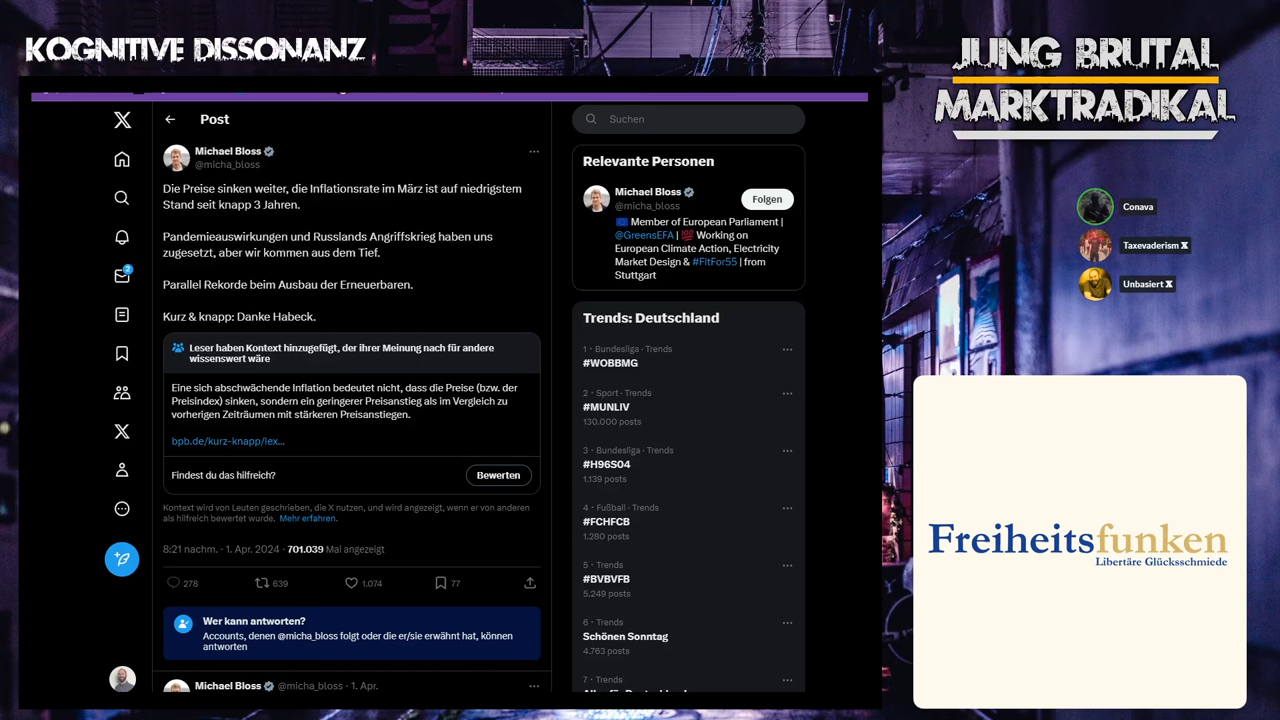 KOGNITIVE DISSONANZ
JUNG BRUTAL
MARKTRADIKAL
Post
Michael Bloss
@micha_bloss
Die Preise sinken weiter, die Inflationsrate im März ist auf niedrigstem
Stand seit knapp 3 Jahren.
Pandemieauswirkungen und Russlands Angriffskrieg haben uns
zugesetzt, aber wir kommen aus dem Tief.
Parallel Rekorde beim Ausbau der Erneuerbaren.
Kurz & knapp: Danke Habeck.
Leser haben Kontext hinzugefügt, der ihrer Meinung nach für andere
wissenswert wäre
Eine sich abschwächende Inflation bedeutet nicht, dass die Preise (bzw. der
Preisindex) sinken, sondern ein geringerer Preisanstieg als im Vergleich zu
vorherigen Zeiträumen mit stärkeren Preisanstiegen.
bpb.de/kurz-knapp/lex...
Findest du das hilfreich?
Bewerten
Kontext wird von Leuten geschrieben, die X nutzen, und wird angezeigt, wenn er von anderen
als hilfreich bewertet wurde. Mehr erfahren.
8:21 nachm. · 1. Apr. 2024 · 701.039 Mal angezeigt
278 639 1.074 77
Wer kann antworten?
Accounts, denen @micha_bloss folgt oder die er/sie erwähnt hat, können
antworten
Michael Bloss @micha_bloss · 1. Apr.
2
Suchen
Relevante Personen
Michael Bloss
@micha_bloss
Folgen
Member of European Parliament |
@GreensEFA | 💯 Working on
European Climate Action, Electricity
Market Design & #FitFor55 | from
Stuttgart
Trends: Deutschland
1 · Bundesliga · Trends
#WOBBMG
2 · Sport · Trends
#MUNLIV
130.000 posts
3 · Bundesliga · Trends
#H96S04
1.139 posts
4 · Fußball · Trends
#FCHFCB
1.280 posts
5 · Trends
#BVBVFB
5.249 posts
6 · Trends
Schönen Sonntag
4.763 posts
7 · Trends
Conava
Taxevaderism X
Unbasiert X
Freiheitsfunken
Libertäre Glücksschmiede